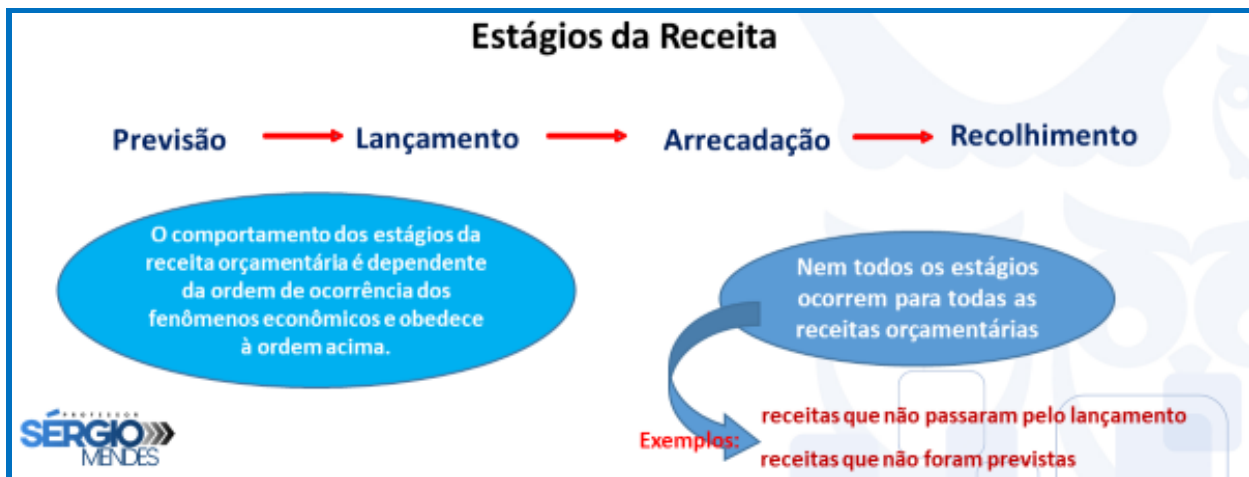 Estágios da Receita
Previsão Lançamento Arrecadação Recolhimento
O comportamento dos estágios da
receita orçamentária é dependente
da ordem de ocorrência dos
fenômenos econômicos e obedece
à ordem acima.
Nem todos os estágios
ocorrem para todas as
receitas orçamentárias
Exemplos:
receitas que não passaram pelo lançamento
receitas que não foram previstas
PROFESSOR
SÉRGIO
MENDES